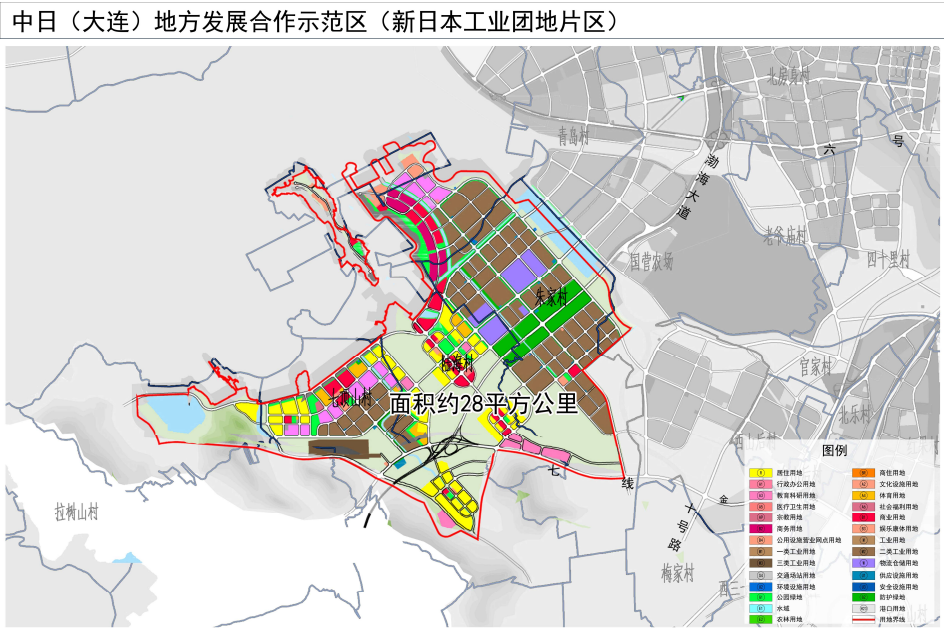 中日（大连）地方发展合作示范区（新日本工业团地片区）
北房身村
青岛村
六
号
渤海大道
老爷庙村
国营农场
四十里村
朱家村
官家村
七顶山村
面积约28平方公里
北乐村
七
线
金
十号路
拉树山村
梅家村
西三
图例
居住用地
商住用地
行政办公用地
文化设施用地
教育科研用地
体育用地
医疗卫生用地
社会福利用地
宗教用地
商业用地
商务用地
娱乐康体用地
公用设施营业网点用地
工业用地
一类工业用地
二类工业用地
三类工业用地
物流仓储用地
交通场站用地
供应设施用地
环境设施用地
安全设施用地
公园绿地
防护绿地
水域
港口用地
农林用地
用地界线